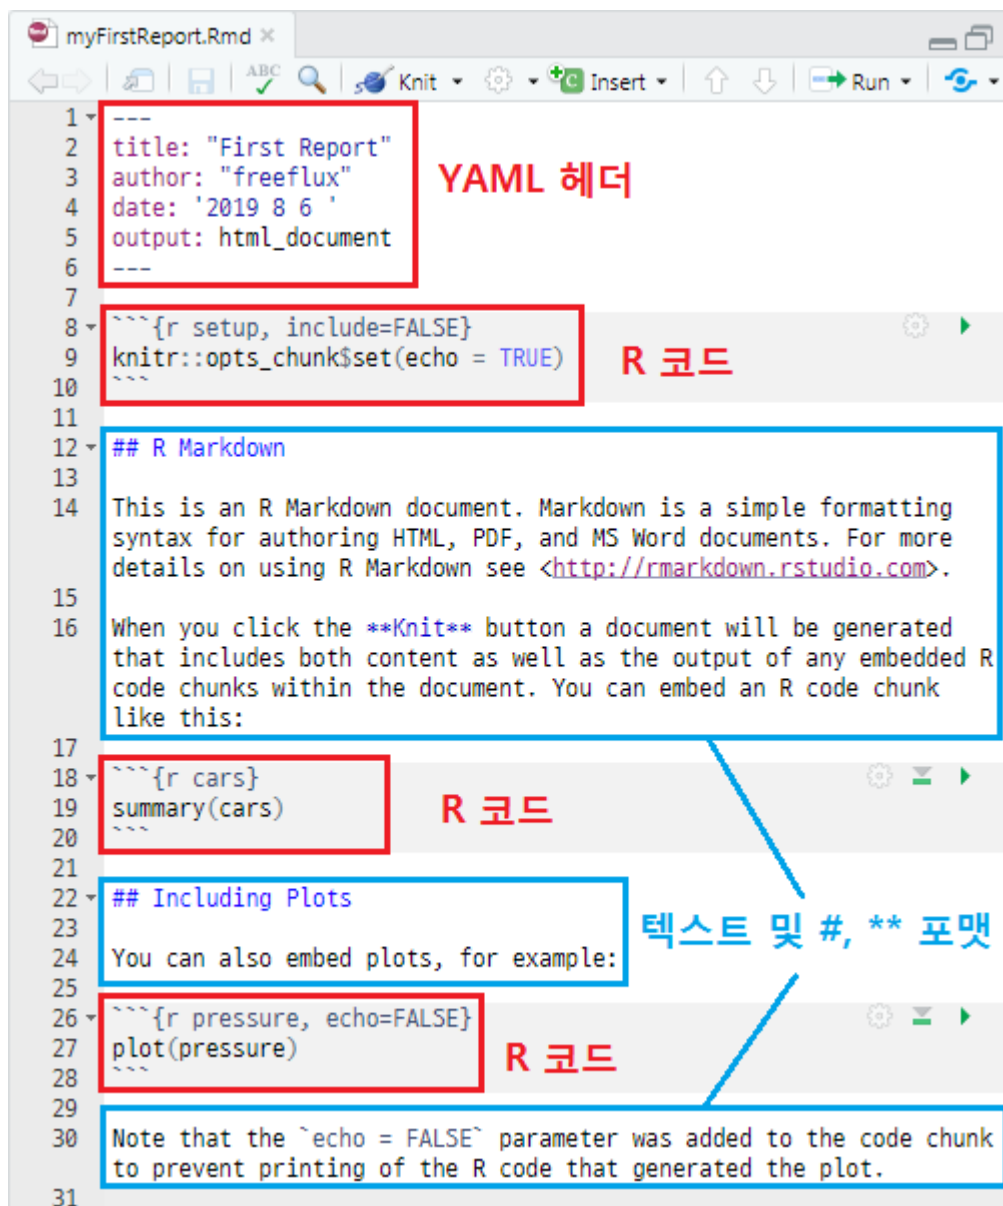 myFirstReport.Rmd ×
ABC Knit Insert Run
1 ---
2 title: "First Report"
3 author: "freeflux"
YAML 헤더
4 date: '2019 8 6 '
5 output: html_document
6 ---
7
8 ```{r setup, include=FALSE}
9 knitr::opts_chunk$set(echo = TRUE)
R 코드
10 ```
11
12 ## R Markdown
13
14 This is an R Markdown document. Markdown is a simple formatting
syntax for authoring HTML, PDF, and MS Word documents. For more
details on using R Markdown see <http://rmarkdown.rstudio.com>.
15
16 When you click the **Knit** button a document will be generated
that includes both content as well as the output of any embedded R
code chunks within the document. You can embed an R code chunk
like this:
17
18 ```{r cars}
19 summary(cars)
R 코드
20 ```
21
22 ## Including Plots
23
텍스트 및 #, ** 포맷
24 You can also embed plots, for example:
25
26 ```{r pressure, echo=FALSE}
27 plot(pressure)
R 코드
28 ```
29
30 Note that the `echo = FALSE` parameter was added to the code chunk
to prevent printing of the R code that generated the plot.
31